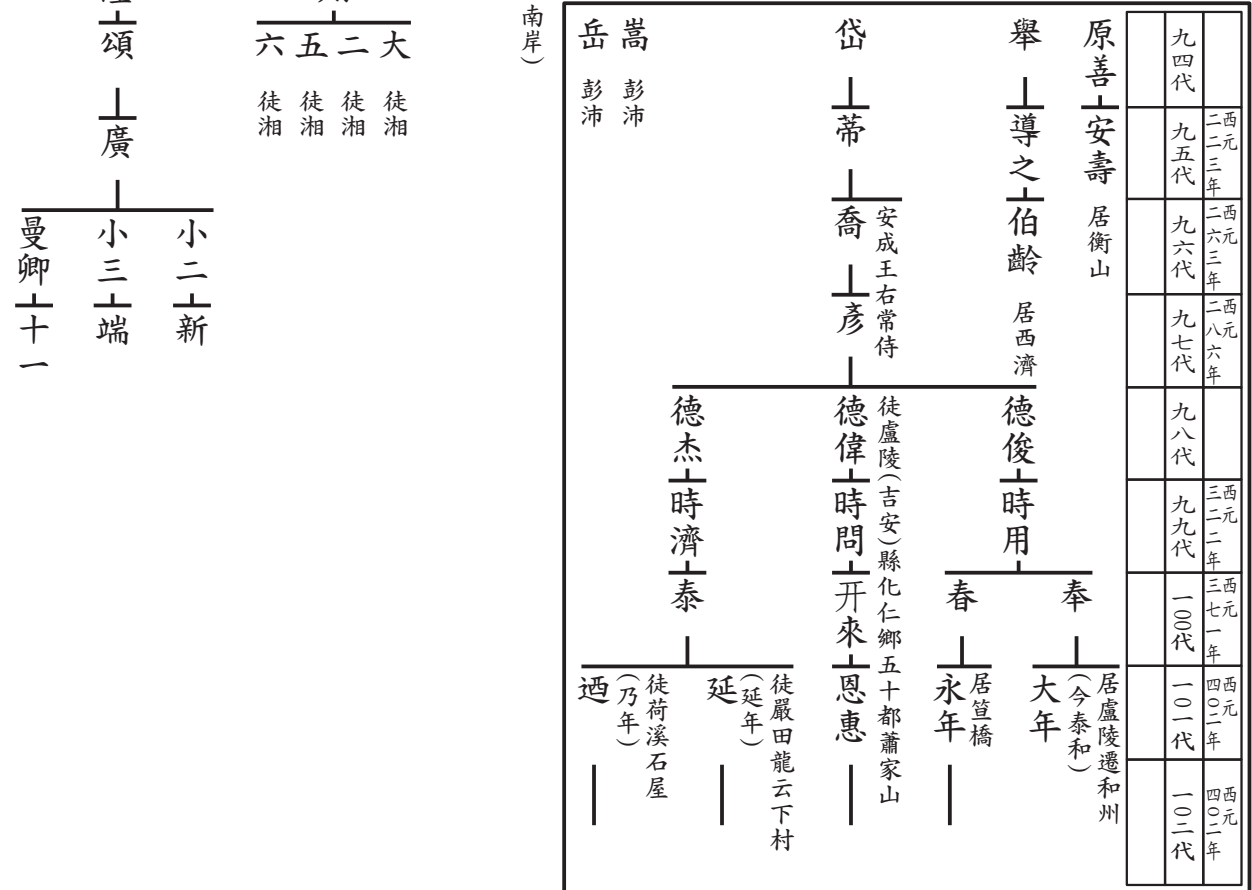 九四代
西元二二三年
九五代
西元二六三年
九六代
西元二八六年
九七代
九八代
西元三二二年
九九代
西元三七一年
一00代
西元四0二年
一0一代
西元四0二年
一0二代
原善
安壽
居衡山
舉
導之
伯齡
居西濟
岱
蒂
喬
安成王右常侍
彥
嵩
彭沛
岳
彭沛
德俊
時用
奉
大年
居盧陵遷和州
(今泰和)
春
永年
居笪橋
德偉
徒盧陵(吉安)縣化仁鄉五十都蕭家山
時問
开來
恩惠
德杰
時濟
泰
延
徒嚴田龍云下村
(延年)
迺
徒荷溪石屋
(乃年)
南岸)
大
徒湘
二
徒湘
五
徒湘
六
徒湘
頌
廣
小二
新
小三
端
曼卿
十一